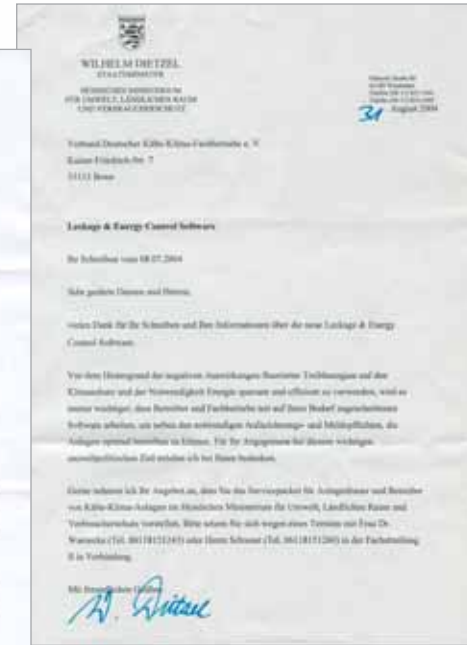 WILHELM DIETZEL
STAATSMINISTER
HESSISCHES MINISTERIUM
FÜR UMWELT, LÄNDLICHEN RAUM
UND VERBRAUCHERSCHUTZ
31 August 2004
Verband Deutscher Kälte-Klima-Fachbetriebe e. V.
Kaiser-Friedrich-Str. 7
53113 Bonn
Leckage & Energy Control Software
Ihr Schreiben vom 08.07.2004
Sehr geehrte Damen und Herren,
vielen Dank für Ihr Schreiben und Ihre Informationen über die neue Leckage & Energy
Control Software.
Vor dem Hintergrund der negativen Auswirkungen fluorierter Treibhausgase auf den
Klimaschutz und der Notwendigkeit Energie sparsam und effizient zu verwenden, wird es
immer wichtiger, dass Betreiber und Fachbetriebe mit auf Ihren Bedarf zugeschnittener
Software arbeiten, um neben den notwendigen Aufzeichnungs- und Meldepflichten, die
Anlagen optimal betreiben zu können. Für Ihr Engagement bei diesem wichtigen
umweltpolitischen Ziel möchte ich bei Ihnen bedanken.
Gerne nehmen ich Ihr Angebot an, dass Sie das Servicepaket für Anlagenbauer und Betreiber
von Kälte-Klima-Anlagen im Hessischen Ministerium für Umwelt, Ländlichen Raum und
Verbraucherschutz vorstellen. Bitte setzen Sie sich wegen eines Termins mit Frau Dr.
(Tel. oder Herrn (Tel. in der Fachabteilung
II in Verbindung.
Mit freundlichen Grüßen
W. Dietzel